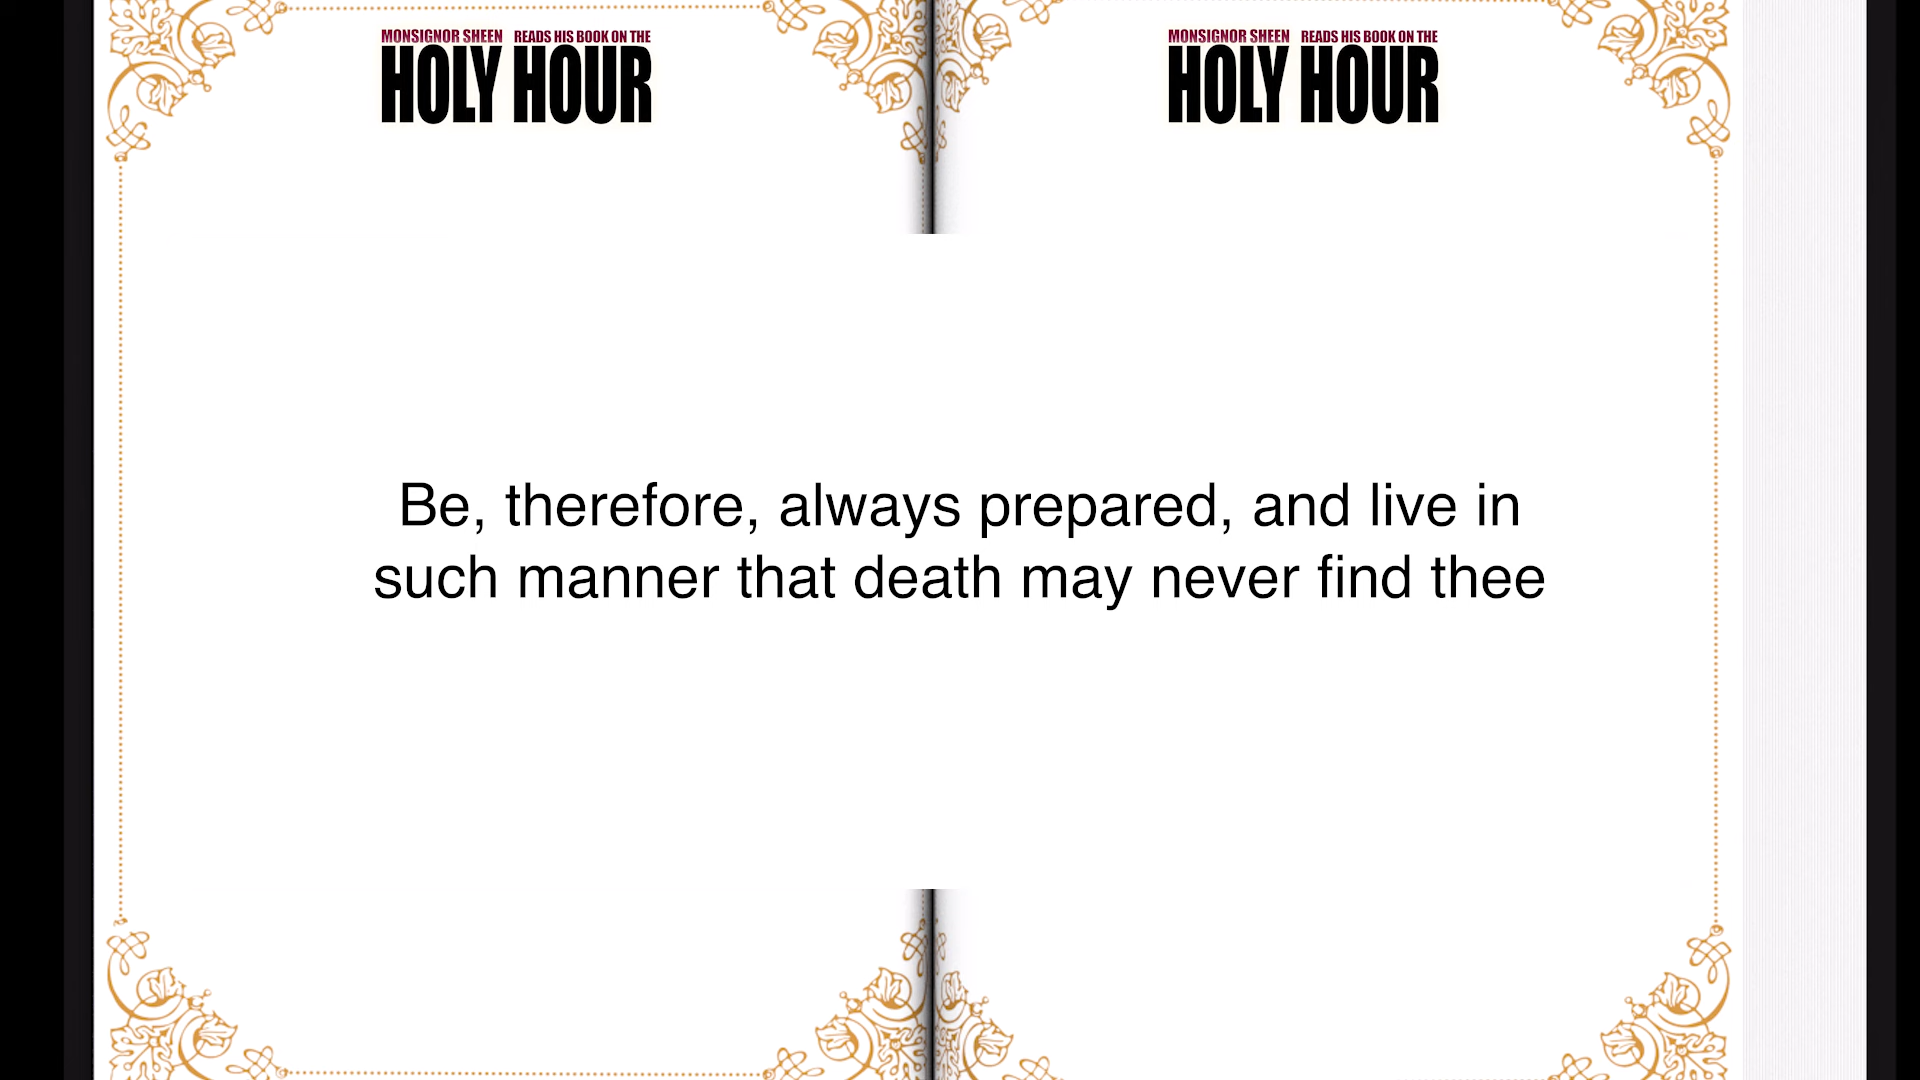 MONSIGNOR SHEEN READS HIS BOOK ON THE
HOLY HOUR
MONSIGNOR SHEEN READS HIS BOOK ON THE
HOLY HOUR
Be, therefore, always prepared, and live in
such manner that death may never find thee